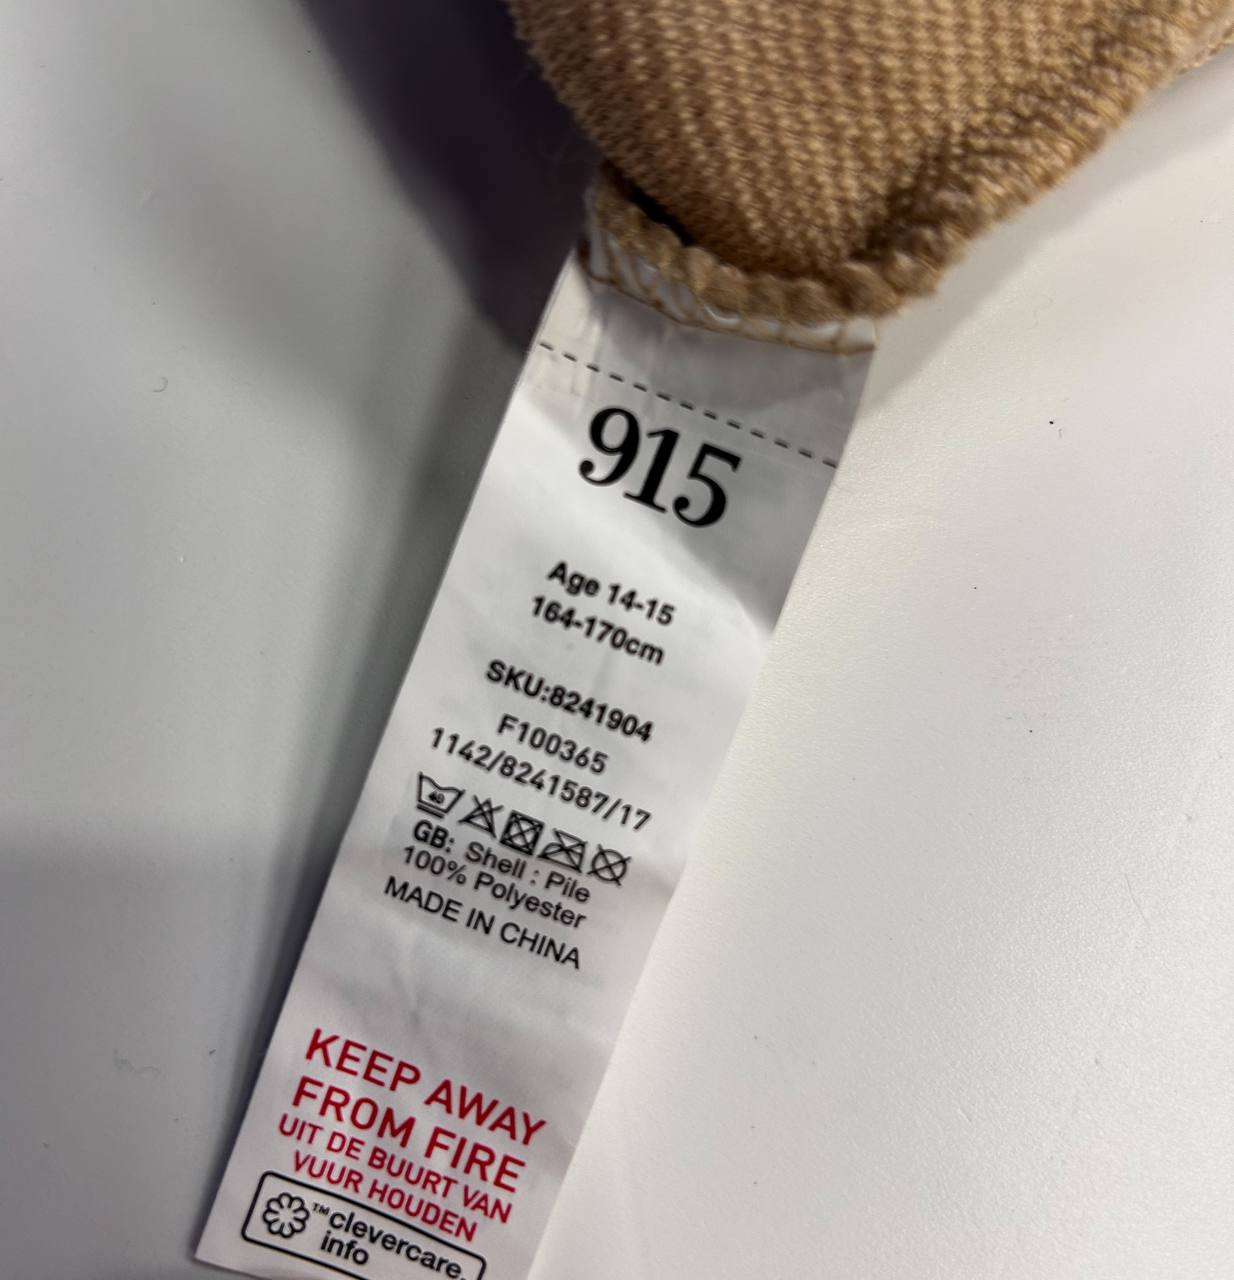 915
Age 14-15
164-170cm
SKU:8241904
F100365
1142/8241587/17
40
GB: Shell : Pile
100% Polyester
MADE IN CHINA
KEEP AWAY
FROM FIRE
UIT DE BUURT VAN
VUUR HOUDEN
™clevercare.
info